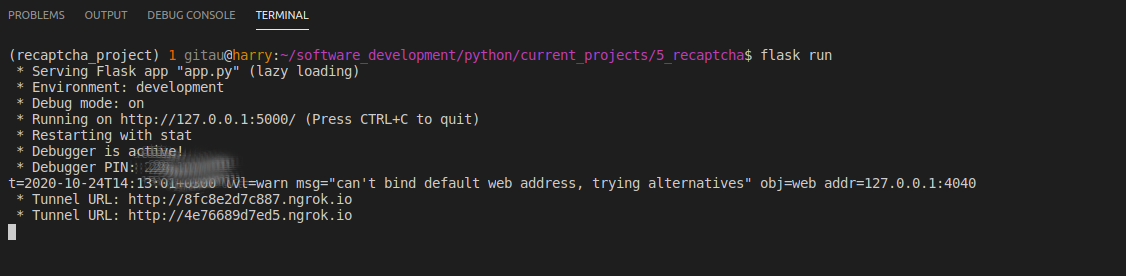 PROBLEMS OUTPUT DEBUG CONSOLE TERMINAL
(recaptcha_project) 1 gitau@harry:~/software_development/python/current_projects/5_recaptcha$ flask run
* Serving Flask app "app.py" (lazy loading)
* Environment: development
* Debug mode: on
* Running on http://127.0.0.1:5000/ (Press CTRL+C to quit)
* Restarting with stat
* Debugger is active!
* Debugger PIN:
t=2020-10-24T14:13:01+0300 lvl=warn msg="can't bind default web address, trying alternatives" obj=web addr=127.0.0.1:4040
* Tunnel URL: http://8fc8e2d7c887.ngrok.io
* Tunnel URL: http://4e76689d7ed5.ngrok.io